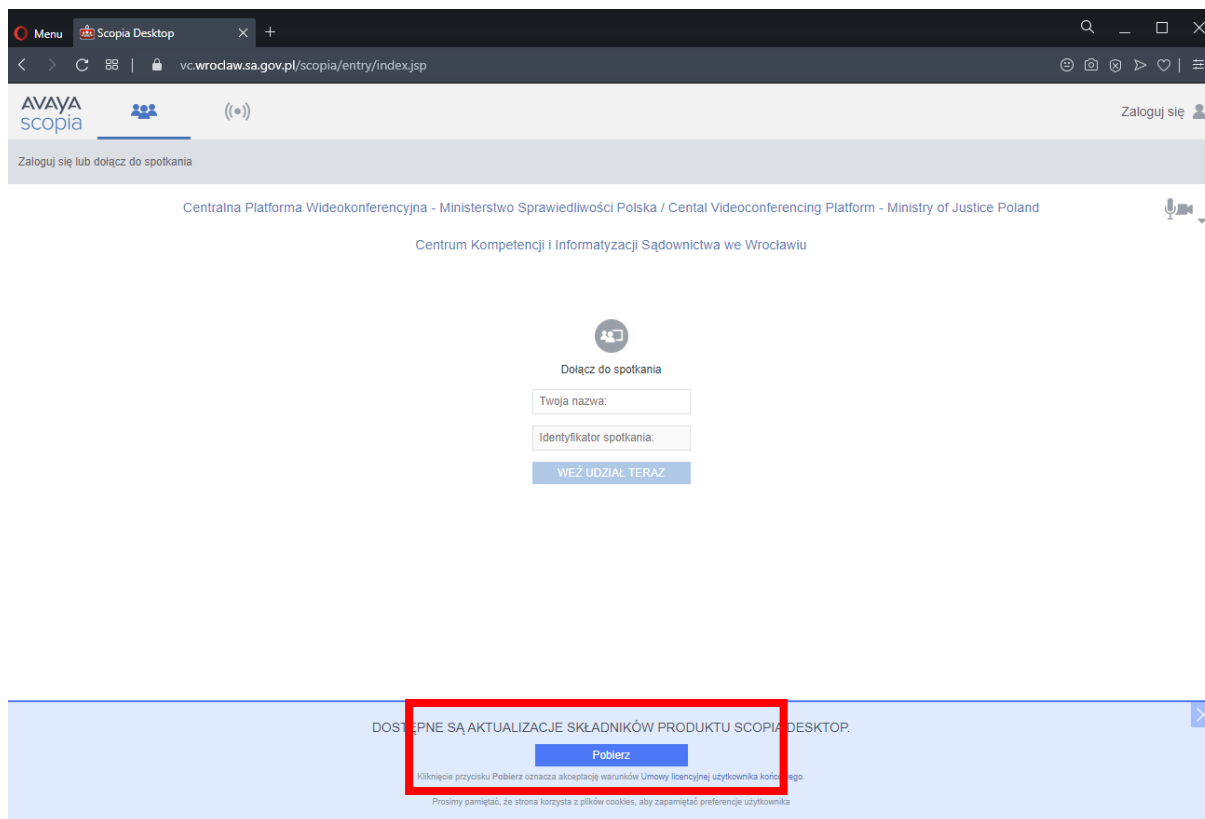 Menu Scopia Desktop
vc.wroclaw.sa.gov.pl/scopia/entry/index.jsp
AVAYA
scopia
Zaloguj się
Zaloguj się lub dołącz do spotkania
Centralna Platforma Wideokonferencyjna - Ministerstwo Sprawiedliwości Polska / Cental Videoconferencing Platform - Ministry of Justice Poland
Centrum Kompetencji i Informatyzacji Sądownictwa we Wrocławiu
Dołącz do spotkania
Twoja nazwa:
Identyfikator spotkania:
WEŹ UDZIAŁ TERAZ
DOSTĘPNE SĄ AKTUALIZACJE SKŁADNIKÓW PRODUKTU SCOPIA DESKTOP.
Pobierz
Kliknięcie przycisku Pobierz oznacza akceptację warunków Umowy licencyjnej użytkownika końcowego.
Prosimy pamiętać, że strona korzysta z plików cookies, aby zapamiętać preferencje użytkownika